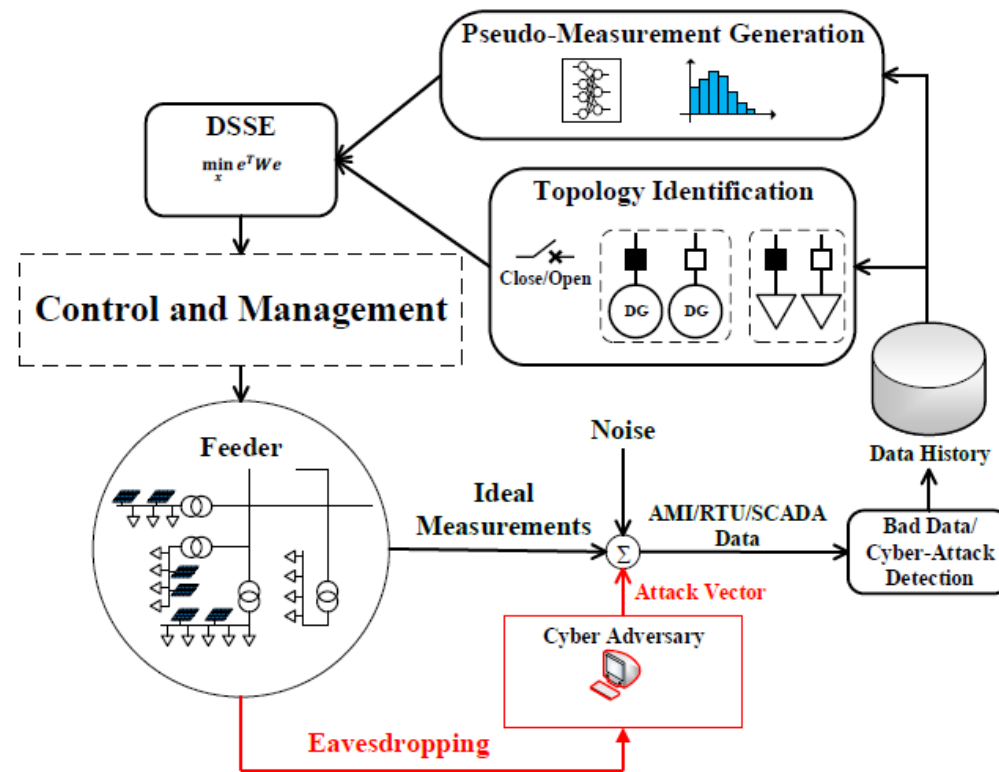 Pseudo-Measurement Generation
DSSE
min e^T We
x
Topology Identification
Close/Open
DG
DG
Control and Management
Feeder
Noise
Data History
Ideal
Measurements
Σ
AMI/RTU/SCADA
Data
Bad Data/
Cyber-Attack
Detection
Attack Vector
Cyber Adversary
Eavesdropping